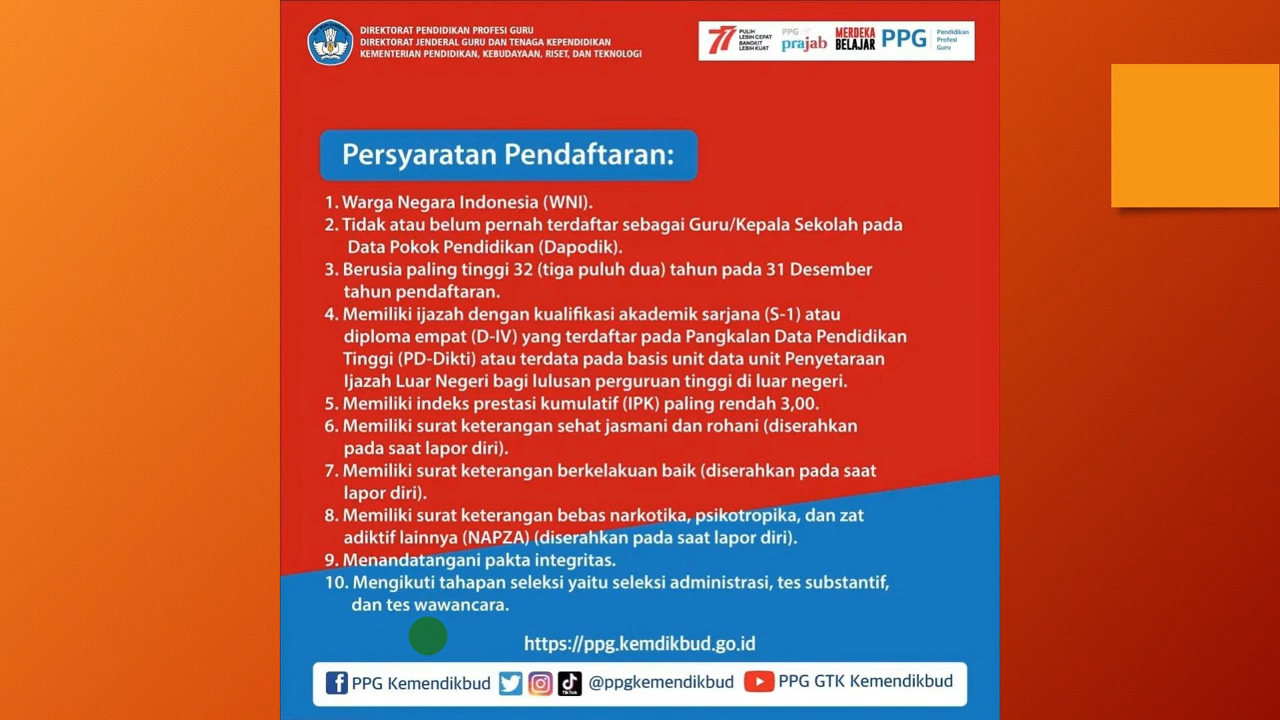 DIREKTORAT PENDIDIKAN PROFESI GURU
DIREKTORAT JENDERAL GURU DAN TENAGA KEPENDIDIKAN
KEMENTERIAN PENDIDIKAN, KEBUDAYAAN, RISET, DAN TEKNOLOGI
77 PULIH LEBIH CEPAT BANGKIT LEBIH KUAT
PPG prajab
MERDEKA BELAJAR
PPG Pendidikan Profesi Guru
Persyaratan Pendaftaran:
1. Warga Negara Indonesia (WNI).
2. Tidak atau belum pernah terdaftar sebagai Guru/Kepala Sekolah pada
Data Pokok Pendidikan (Dapodik).
3. Berusia paling tinggi 32 (tiga puluh dua) tahun pada 31 Desember
tahun pendaftaran.
4. Memiliki ijazah dengan kualifikasi akademik sarjana (S-1) atau
diploma empat (D-IV) yang terdaftar pada Pangkalan Data Pendidikan
Tinggi (PD-Dikti) atau terdata pada basis unit data unit Penyetaraan
Ijazah Luar Negeri bagi lulusan perguruan tinggi di luar negeri.
5. Memiliki indeks prestasi kumulatif (IPK) paling rendah 3,00.
6. Memiliki surat keterangan sehat jasmani dan rohani (diserahkan
pada saat lapor diri).
7. Memiliki surat keterangan berkelakuan baik (diserahkan pada saat
lapor diri).
8. Memiliki surat keterangan bebas narkotika, psikotropika, dan zat
adiktif lainnya (NAPZA) (diserahkan pada saat lapor diri).
9. Menandatangani pakta integritas.
10. Mengikuti tahapan seleksi yaitu seleksi administrasi, tes substantif,
dan tes wawancara.
https://ppg.kemdikbud.go.id
PPG Kemendikbud TikTok @ppgkemendikbud PPG GTK Kemendikbud